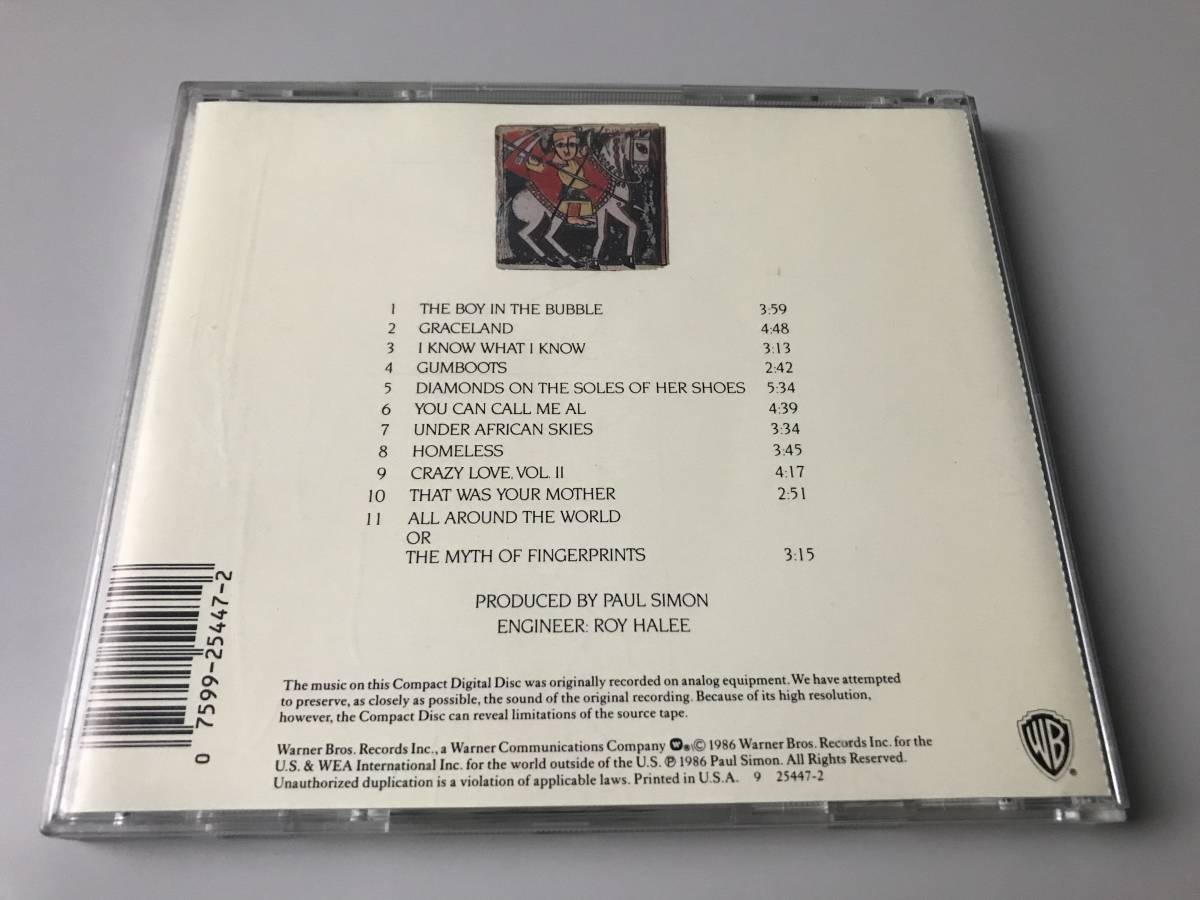 1 THE BOY IN THE BUBBLE 3:59
2 GRACELAND 4:48
3 I KNOW WHAT I KNOW 3:13
4 GUMBOOTS 2:42
5 DIAMONDS ON THE SOLES OF HER SHOES 5:34
6 YOU CAN CALL ME AL 4:39
7 UNDER AFRICAN SKIES 3:34
8 HOMELESS 3:45
9 CRAZY LOVE, VOL. II 4:17
10 THAT WAS YOUR MOTHER 2:51
11 ALL AROUND THE WORLD
OR
THE MYTH OF FINGERPRINTS 3:15
PRODUCED BY PAUL SIMON
ENGINEER: ROY HALEE
0 7599-25447-2
The music on this Compact Digital Disc was originally recorded on analog equipment. We have attempted
to preserve, as closely as possible, the sound of the original recording. Because of its high resolution,
however, the Compact Disc can reveal limitations of the source tape.
Warner Bros. Records Inc., a Warner Communications Company ® © 1986 Warner Bros. Records Inc. for the
U.S. & WEA International Inc. for the world outside of the U.S. ℗ 1986 Paul Simon. All Rights Reserved.
Unauthorized duplication is a violation of applicable laws. Printed in U.S.A. 9 25447-2
WB®